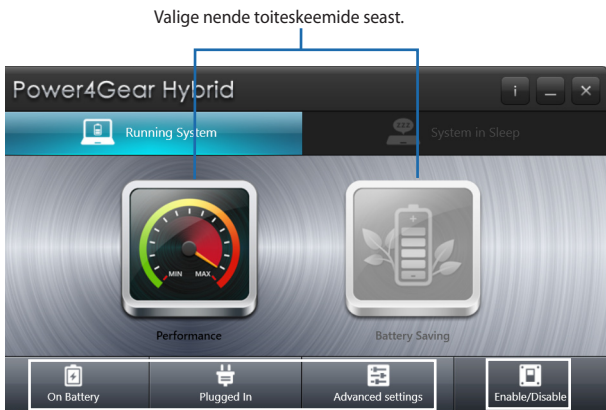 Valige nende toiteskeemide seast.
Power4Gear Hybrid
i
Running System
zzz
System in Sleep
MIN MAX
Performance
Battery Saving
On Battery
Plugged In
Advanced settings
Enable/Disable